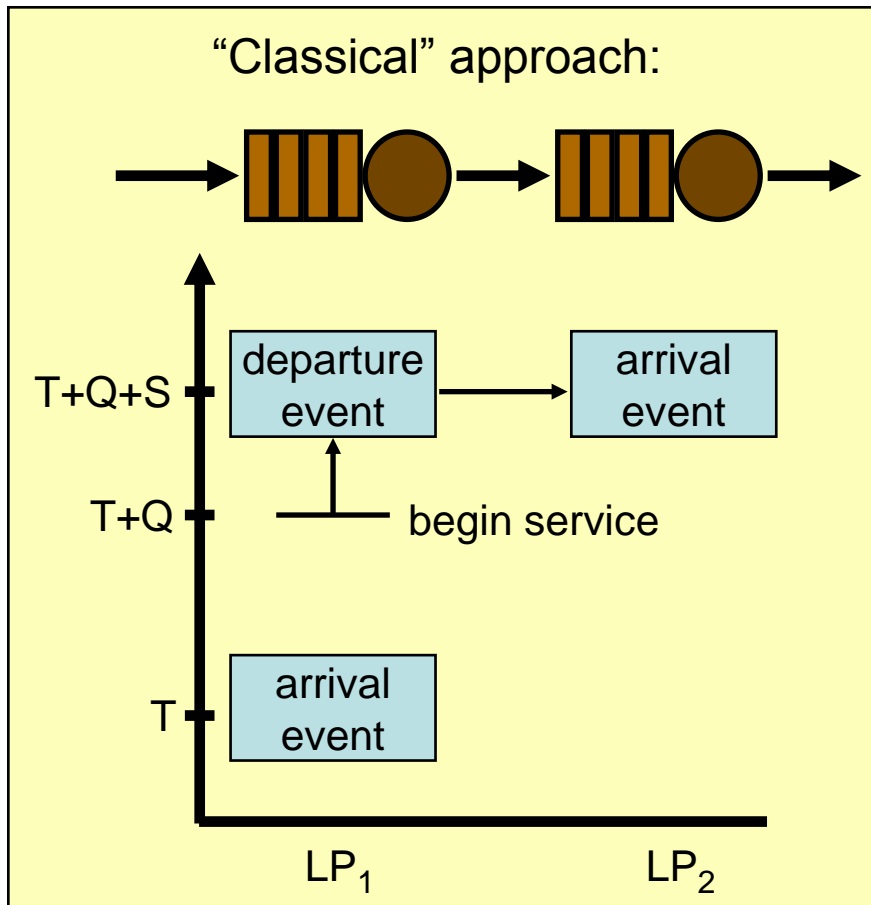 “Classical” approach:
T+Q+S
departure
event
arrival
event
T+Q
begin service
T
arrival
event
LP₁
LP₂